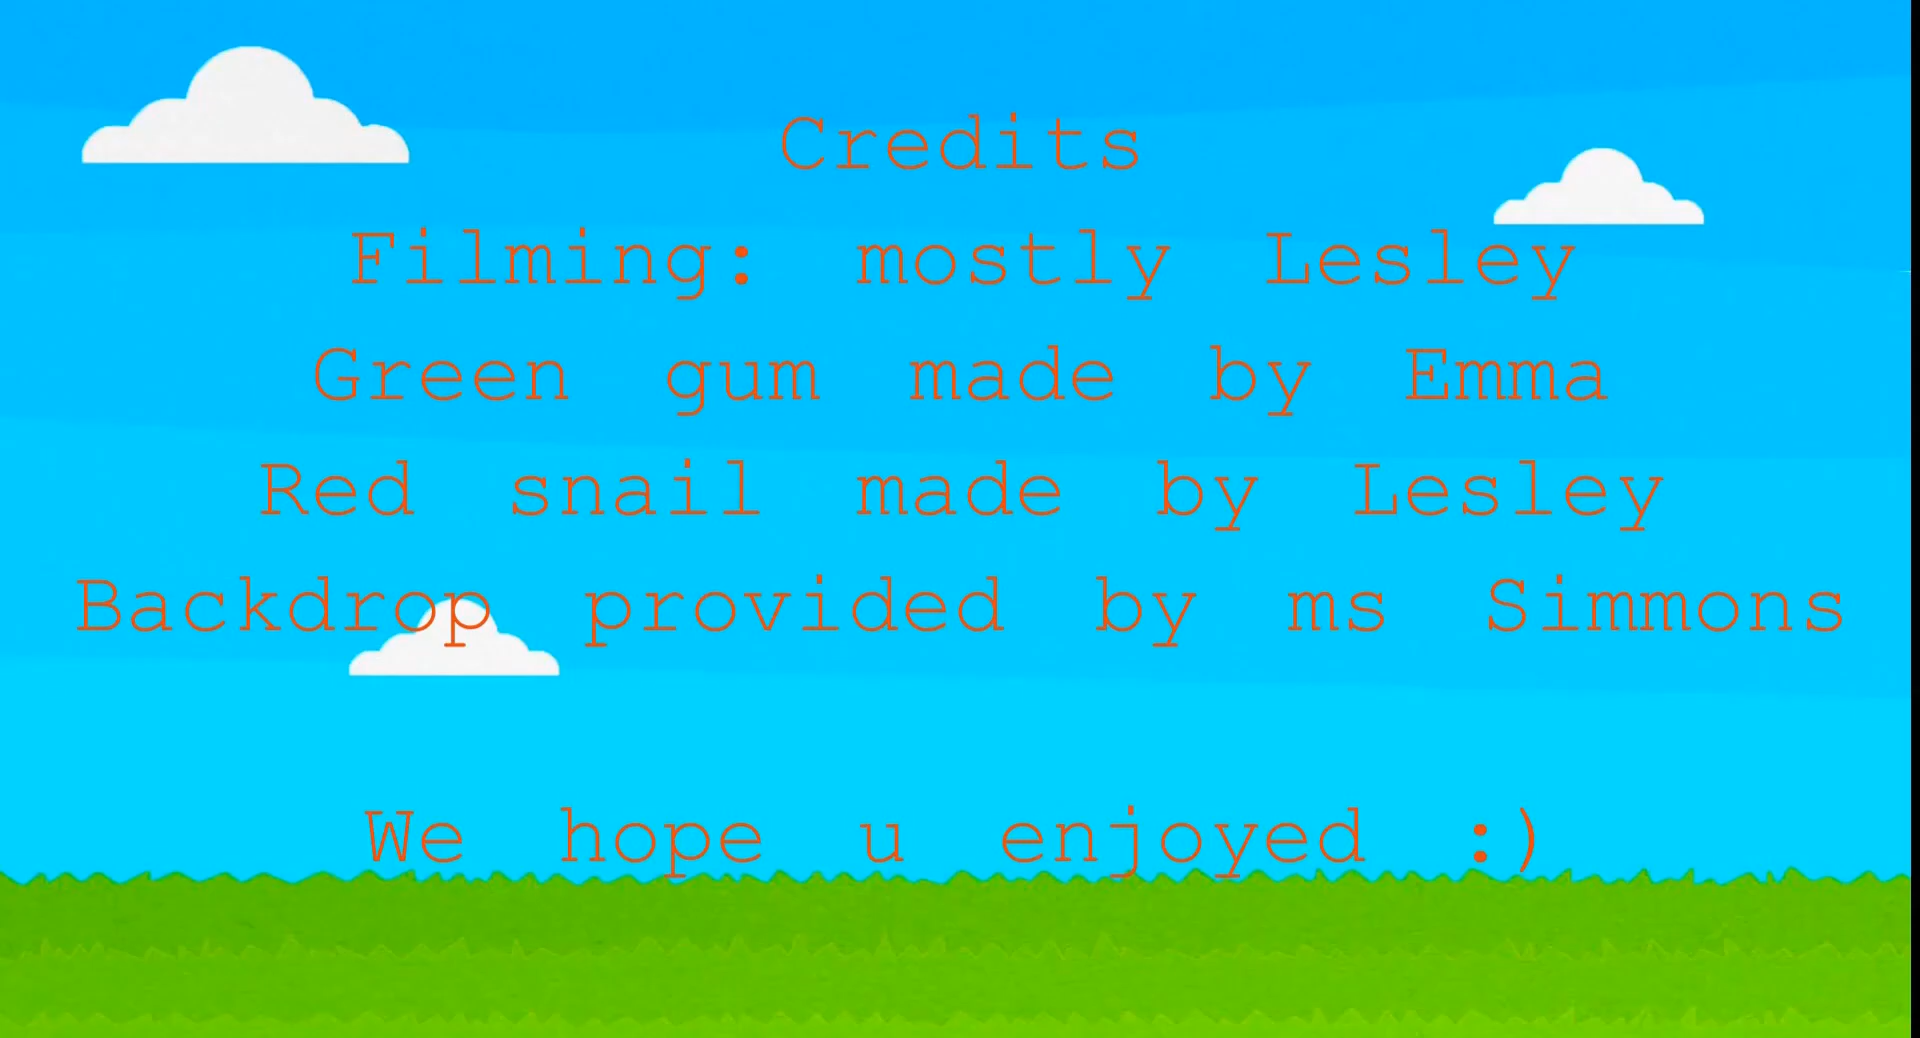 Credits
Filming: mostly Lesley
Green gum made by Emma
Red snail made by Lesley
Backdrop provided by ms Simmons
We hope u enjoyed :)